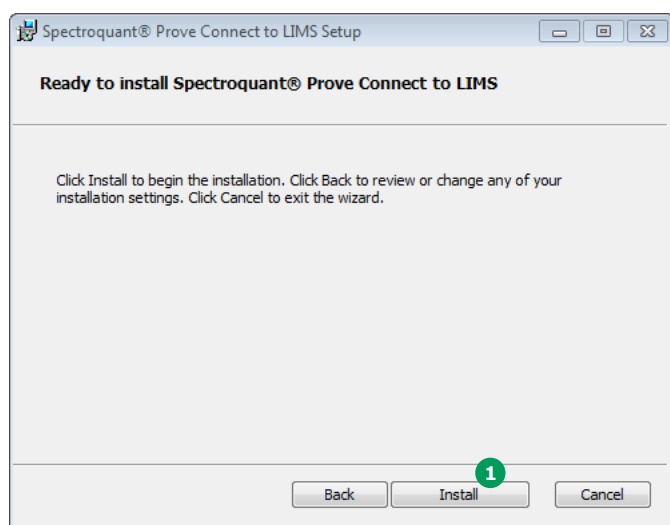 Spectroquant® Prove Connect to LIMS Setup
Ready to install Spectroquant® Prove Connect to LIMS
Click Install to begin the installation. Click Back to review or change any of your
installation settings. Click Cancel to exit the wizard.
1
Back Install Cancel